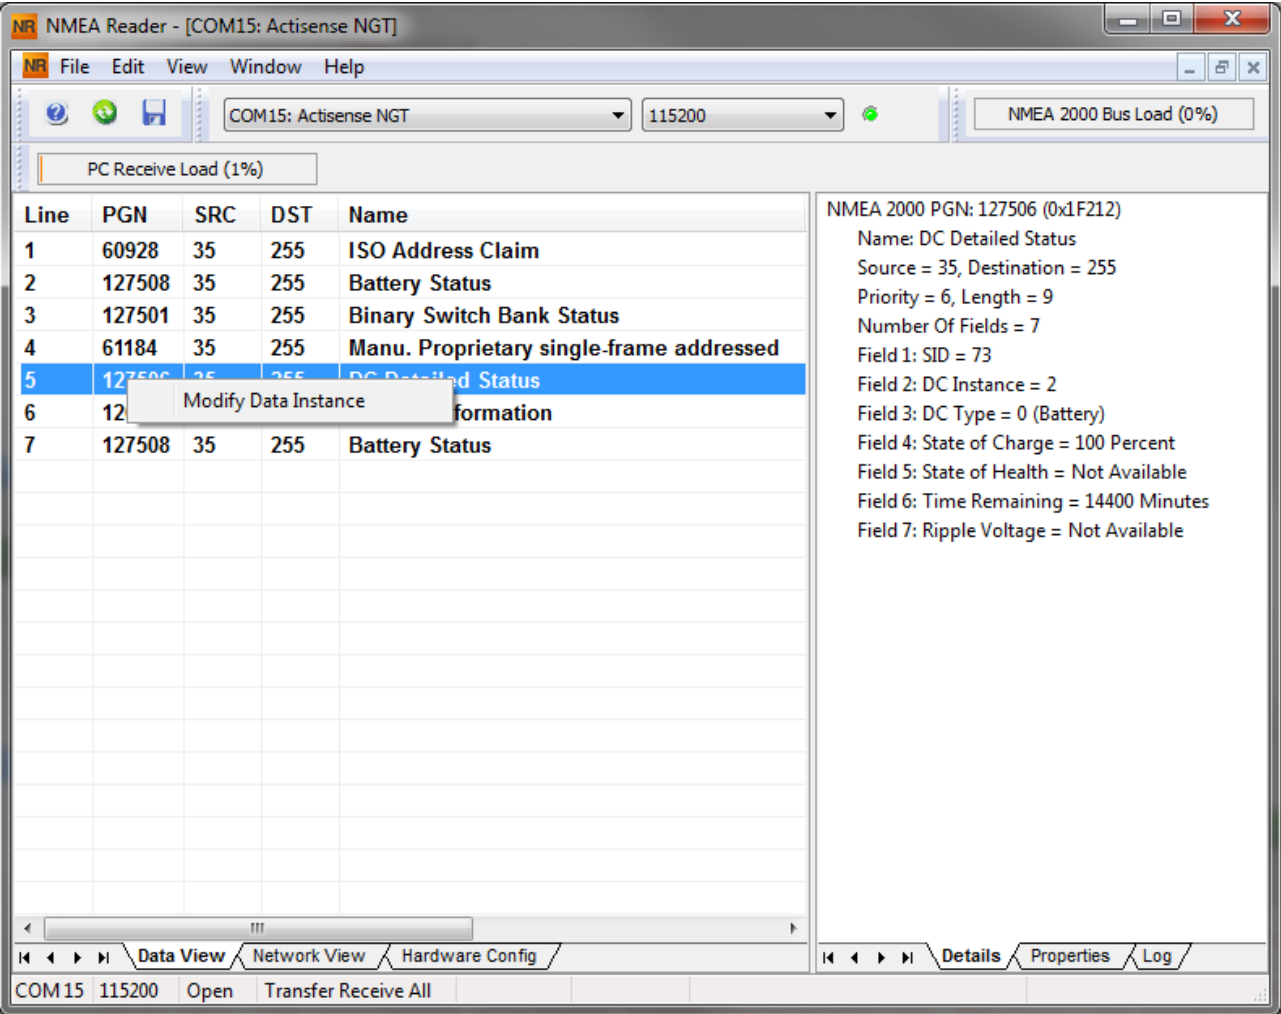 NR NMEA Reader - [COM15: Actisense NGT]
NR File Edit View Window Help
COM15: Actisense NGT 115200 NMEA 2000 Bus Load (0%)
PC Receive Load (1%)
Line PGN SRC DST Name
1 60928 35 255 ISO Address Claim
2 127508 35 255 Battery Status
3 127501 35 255 Binary Switch Bank Status
4 61184 35 255 Manu. Proprietary single-frame addressed
5 127506 35 255 DC Detailed Status
Modify Data Instance
6 12 formation
7 127508 35 255 Battery Status
NMEA 2000 PGN: 127506 (0x1F212)
Name: DC Detailed Status
Source = 35, Destination = 255
Priority = 6, Length = 9
Number Of Fields = 7
Field 1: SID = 73
Field 2: DC Instance = 2
Field 3: DC Type = 0 (Battery)
Field 4: State of Charge = 100 Percent
Field 5: State of Health = Not Available
Field 6: Time Remaining = 14400 Minutes
Field 7: Ripple Voltage = Not Available
Data View Network View Hardware Config
Details Properties Log
COM 15 115200 Open Transfer Receive All